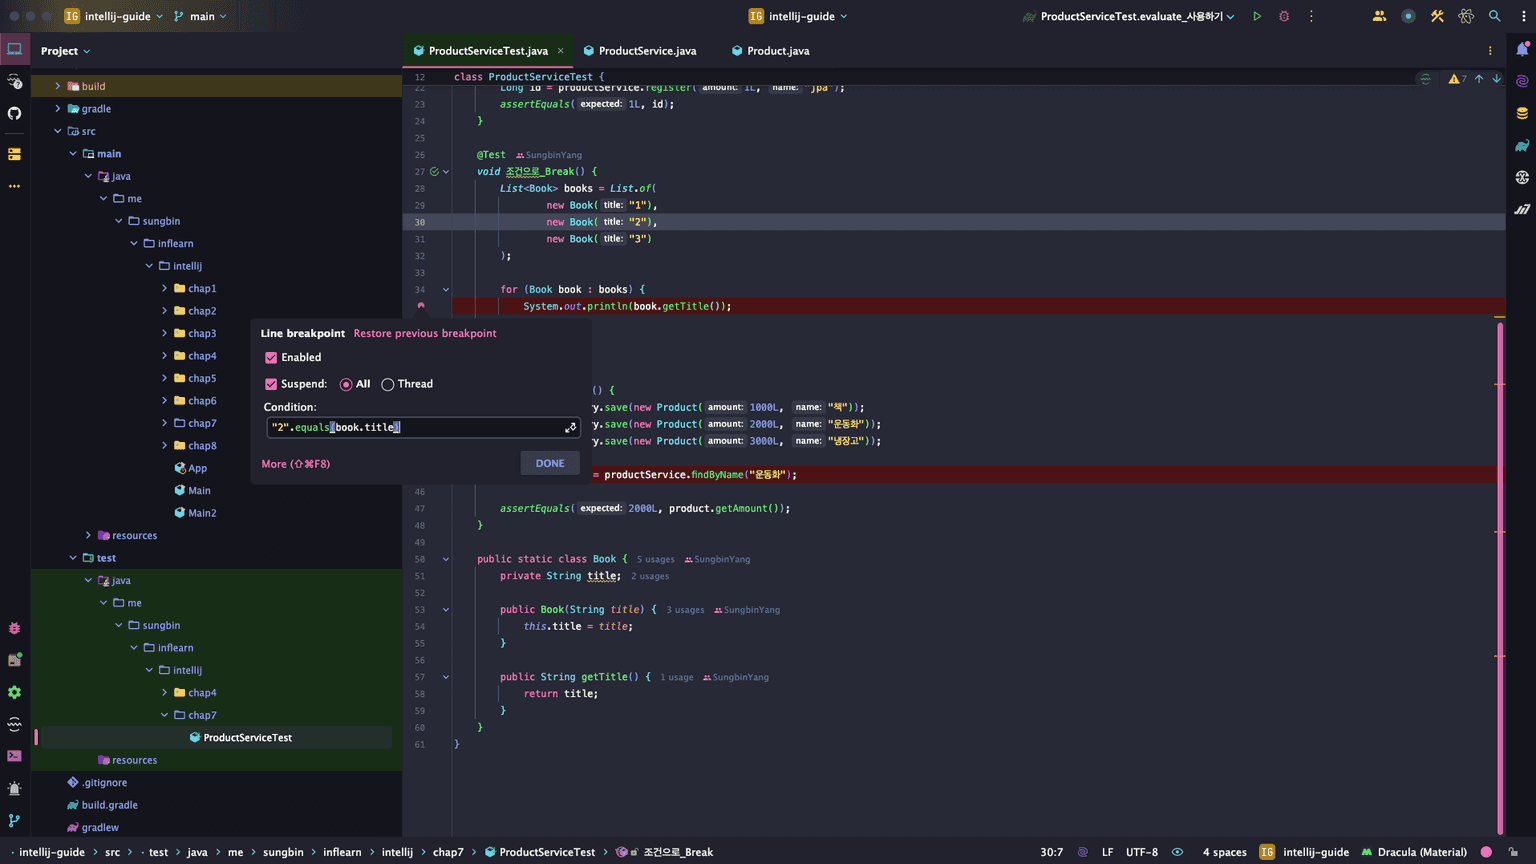 IG intellij-guide main
IG intellij-guide
ProductServiceTest.evaluate_사용하기
Project
ProductServiceTest.java
ProductService.java
Product.java
build
gradle
src
main
java
me
sungbin
inflearn
intellij
chap1
chap2
chap3
chap4
chap5
chap6
chap7
chap8
App
Main
Main2
resources
test
java
me
sungbin
inflearn
intellij
chap4
chap7
ProductServiceTest
resources
.gitignore
build.gradle
gradlew
12 class ProductServiceTest {
7
22 Long id = productService.register( amount: 1L, name: "jpa");
23 assertEquals( expected: 1L, id);
24 }
25
26 @Test SungbinYang
27 void 조건으로_Break() {
28 List<Book> books = List.of(
29 new Book( title: "1"),
30 new Book( title: "2"),
31 new Book( title: "3")
32 );
33
34 for (Book book : books) {
System.out.println(book.getTitle());
Line breakpoint Restore previous breakpoint
Enabled
Suspend: All Thread
Condition:
"2".equals(book.title)
More (⇧⌘F8)
DONE
() {
ry.save(new Product( amount: 1000L, name: "책"));
ry.save(new Product( amount: 2000L, name: "운동화"));
ry.save(new Product( amount: 3000L, name: "냉장고"));
= productService.findByName("운동화");
46
47 assertEquals( expected: 2000L, product.getAmount());
48 }
49
50 public static class Book { 5 usages SungbinYang
51 private String title; 2 usages
52
53 public Book(String title) { 3 usages SungbinYang
54 this.title = title;
55 }
56
57 public String getTitle() { 1 usage SungbinYang
58 return title;
59 }
60 }
61 }
intellij-guide > src > test > java > me > sungbin > inflearn > intellij > chap7 > ProductServiceTest > 조건으로_Break
30:7 LF UTF-8 4 spaces IG intellij-guide Dracula (Material)